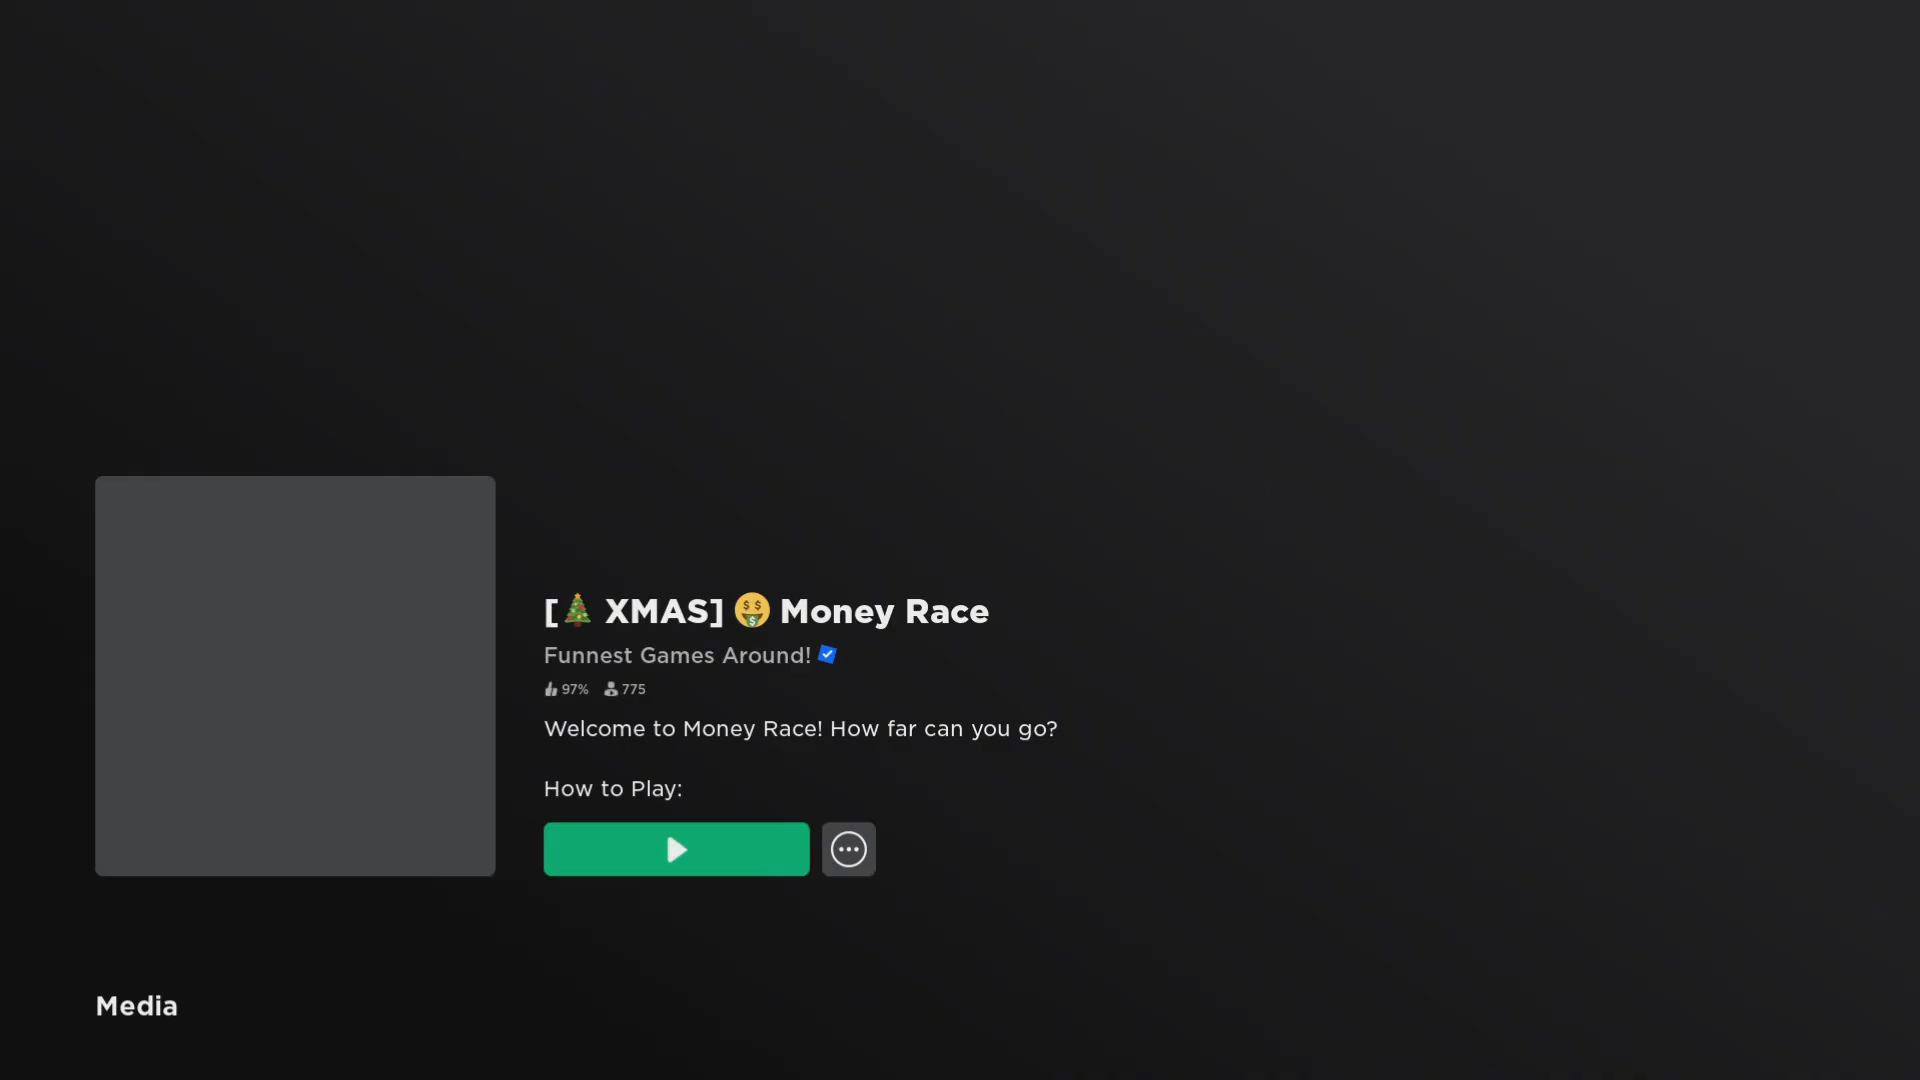 [🎄 XMAS] 🤑 Money Race
Funnest Games Around!
97% 775
Welcome to Money Race! How far can you go?
How to Play:
Media